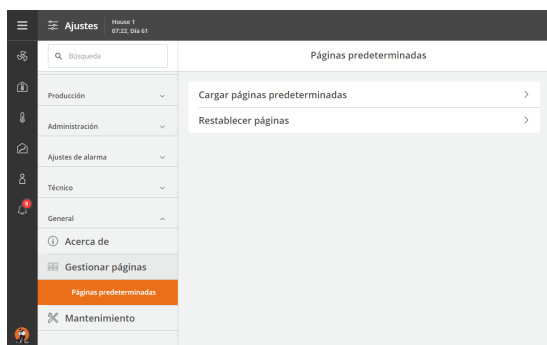 Ajustes
House 1
07:22, Día 61
Búsqueda
Páginas predeterminadas
Producción
Cargar páginas predeterminadas
Restablecer páginas
Administración
Ajustes de alarma
Técnico
9
General
Acerca de
Gestionar páginas
Páginas predeterminadas
Mantenimiento